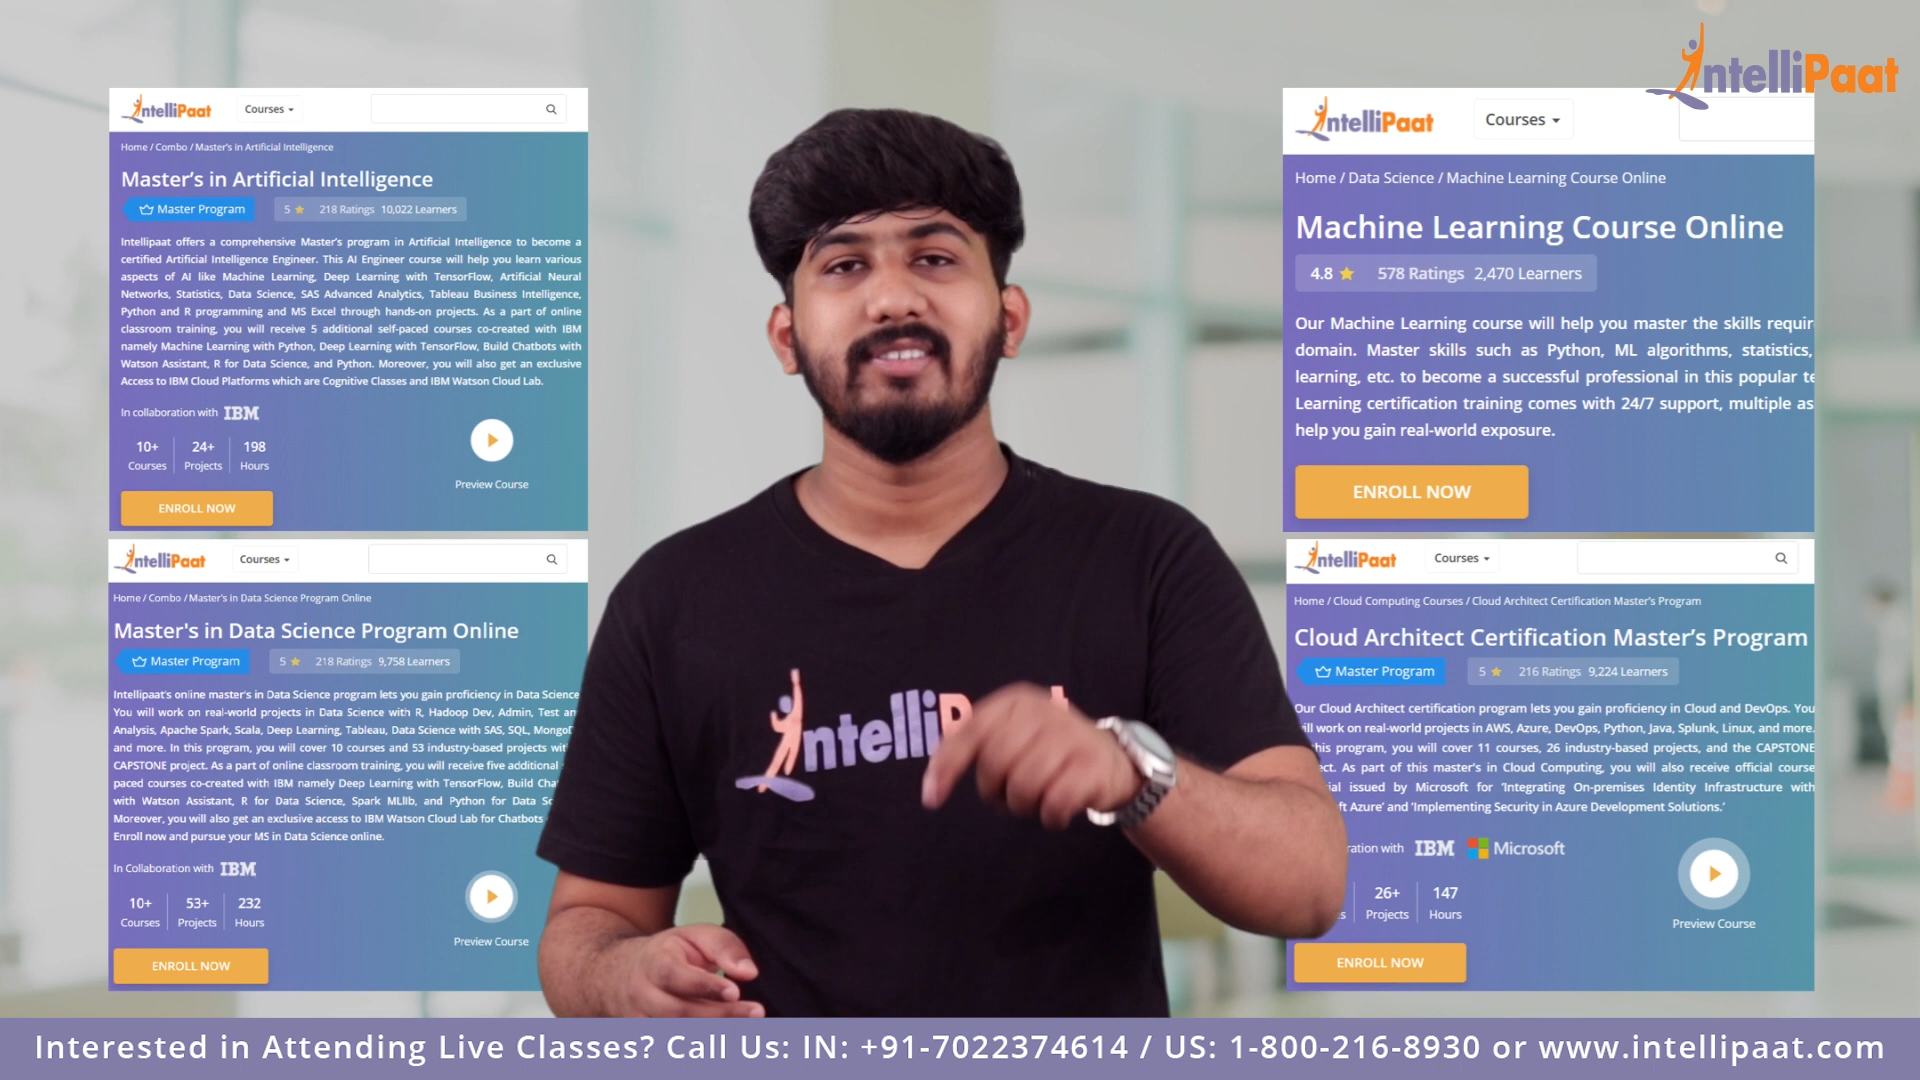 IntelliPaat
IntelliPaat
Courses
Home / Combo / Master's in Artificial Intelligence
Master's in Artificial Intelligence
Master Program
5 218 Ratings 10,022 Learners
Intellipaat offers a comprehensive Master's program in Artificial Intelligence to become a
certified Artificial Intelligence Engineer. This AI Engineer course will help you learn various
aspects of AI like Machine Learning, Deep Learning with TensorFlow, Artificial Neural
Networks, Statistics, Data Science, SAS Advanced Analytics, Tableau Business Intelligence,
Python and R programming and MS Excel through hands-on projects. As a part of online
classroom training, you will receive 5 additional self-paced courses co-created with IBM
namely Machine Learning with Python, Deep Learning with TensorFlow, Build Chatbots with
Watson Assistant, R for Data Science, and Python. Moreover, you will also get an exclusive
Access to IBM Cloud Platforms which are Cognitive Classes and IBM Watson Cloud Lab.
In collaboration with IBM
10+ 24+ 198
Courses Projects Hours
Preview Course
ENROLL NOW
IntelliPaat
Courses
Home / Data Science / Machine Learning Course Online
Machine Learning Course Online
4.8 578 Ratings 2,470 Learners
Our Machine Learning course will help you master the skills requir
domain. Master skills such as Python, ML algorithms, statistics,
learning, etc. to become a successful professional in this popular te
Learning certification training comes with 24/7 support, multiple as
help you gain real-world exposure.
ENROLL NOW
IntelliPaat
Courses
Home / Combo / Master's in Data Science Program Online
Master's in Data Science Program Online
Master Program
5 218 Ratings 9,758 Learners
Intellipaat's online master's in Data Science program lets you gain proficiency in Data Science
You will work on real-world projects in Data Science with R, Hadoop Dev, Admin, Test an
Analysis, Apache Spark, Scala, Deep Learning, Tableau, Data Science with SAS, SQL, Mongo
and more. In this program, you will cover 10 courses and 53 industry-based projects wit
CAPSTONE project. As a part of online classroom training, you will receive five additional
paced courses co-created with IBM namely Deep Learning with TensorFlow, Build Cha
with Watson Assistant, R for Data Science, Spark MLlib, and Python for Data Sc
Moreover, you will also get an exclusive access to IBM Watson Cloud Lab for Chatbots
Enroll now and pursue your MS in Data Science online.
In Collaboration with IBM
10+ 53+ 232
Courses Projects Hours
Preview Course
ENROLL NOW
IntelliP
IntelliPaat
Courses
Home / Cloud Computing Courses / Cloud Architect Certification Master's Program
Cloud Architect Certification Master's Program
Master Program
5 216 Ratings 9,224 Learners
Our Cloud Architect certification program lets you gain proficiency in Cloud and DevOps. You
ill work on real-world projects in AWS, Azure, DevOps, Python, Java, Splunk, Linux, and more.
his program, you will cover 11 courses, 26 industry-based projects, and the CAPSTONE
ect. As part of this master's in Cloud Computing, you will also receive official course
ial issued by Microsoft for 'Integrating On-premises Identity Infrastructure with
ft Azure' and 'Implementing Security in Azure Development Solutions.'
ration with IBM Microsoft
26+ 147
s Projects Hours
Preview Course
ENROLL NOW
Interested in Attending Live Classes? Call Us: IN: +91-7022374614 / US: 1-800-216-8930 or www.intellipaat.com